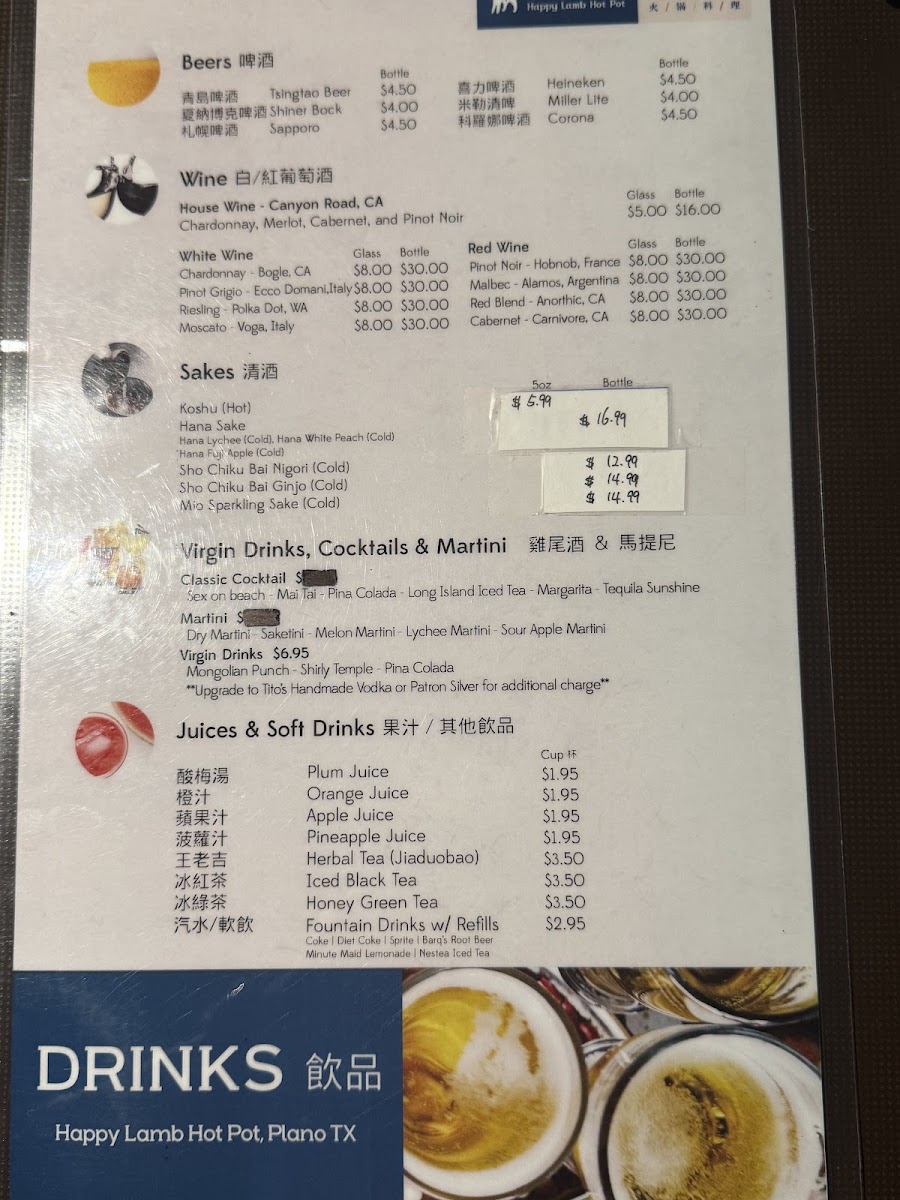 Happy Lamb Hot Pot
火 / 鍋 / 料 / 理
Beers 啤酒
Bottle
青島啤酒 Tsingtao Beer $4.50
夏納博克啤酒 Shiner Bock $4.00
札幌啤酒 Sapporo $4.50
Bottle
喜力啤酒 Heineken $4.50
米勒清啤 Miller Lite $4.00
科羅娜啤酒 Corona $4.50
Wine 白/紅葡萄酒
Glass Bottle
House Wine - Canyon Road, CA $5.00 $16.00
Chardonnay, Merlot, Cabernet, and Pinot Noir
White Wine Glass Bottle
Chardonnay - Bogle, CA $8.00 $30.00
Pinot Grigio - Ecco Domani,Italy $8.00 $30.00
Riesling - Polka Dot, WA $8.00 $30.00
Moscato - Voga, Italy $8.00 $30.00
Red Wine Glass Bottle
Pinot Noir - Hobnob, France $8.00 $30.00
Malbec - Alamos, Argentina $8.00 $30.00
Red Blend - Anorthic, CA $8.00 $30.00
Cabernet - Carnivore, CA $8.00 $30.00
Sakes 清酒
5oz Bottle
Koshu (Hot) $5.99
Hana Sake $16.99
Hana Lychee (Cold), Hana White Peach (Cold)
Hana Fuji Apple (Cold)
Sho Chiku Bai Nigori (Cold) $12.99
Sho Chiku Bai Ginjo (Cold) $14.99
Mio Sparkling Sake (Cold) $14.99
Virgin Drinks, Cocktails & Martini 雞尾酒 & 馬提尼
Classic Cocktail $
Sex on beach - Mai Tai - Pina Colada - Long Island Iced Tea - Margarita - Tequila Sunshine
Martini $
Dry Martini - Saketini - Melon Martini - Lychee Martini - Sour Apple Martini
Virgin Drinks $6.95
Mongolian Punch - Shirly Temple - Pina Colada
**Upgrade to Tito's Handmade Vodka or Patron Silver for additional charge**
Juices & Soft Drinks 果汁 / 其他飲品
Cup 杯
酸梅湯 Plum Juice $1.95
橙汁 Orange Juice $1.95
蘋果汁 Apple Juice $1.95
菠蘿汁 Pineapple Juice $1.95
王老吉 Herbal Tea (Jiaduobao) $3.50
冰紅茶 Iced Black Tea $3.50
冰綠茶 Honey Green Tea $3.50
汽水/軟飲 Fountain Drinks w/ Refills $2.95
Coke | Diet Coke | Sprite | Barq's Root Beer
Minute Maid Lemonade | Nestea Iced Tea
DRINKS 飲品
Happy Lamb Hot Pot, Plano TX